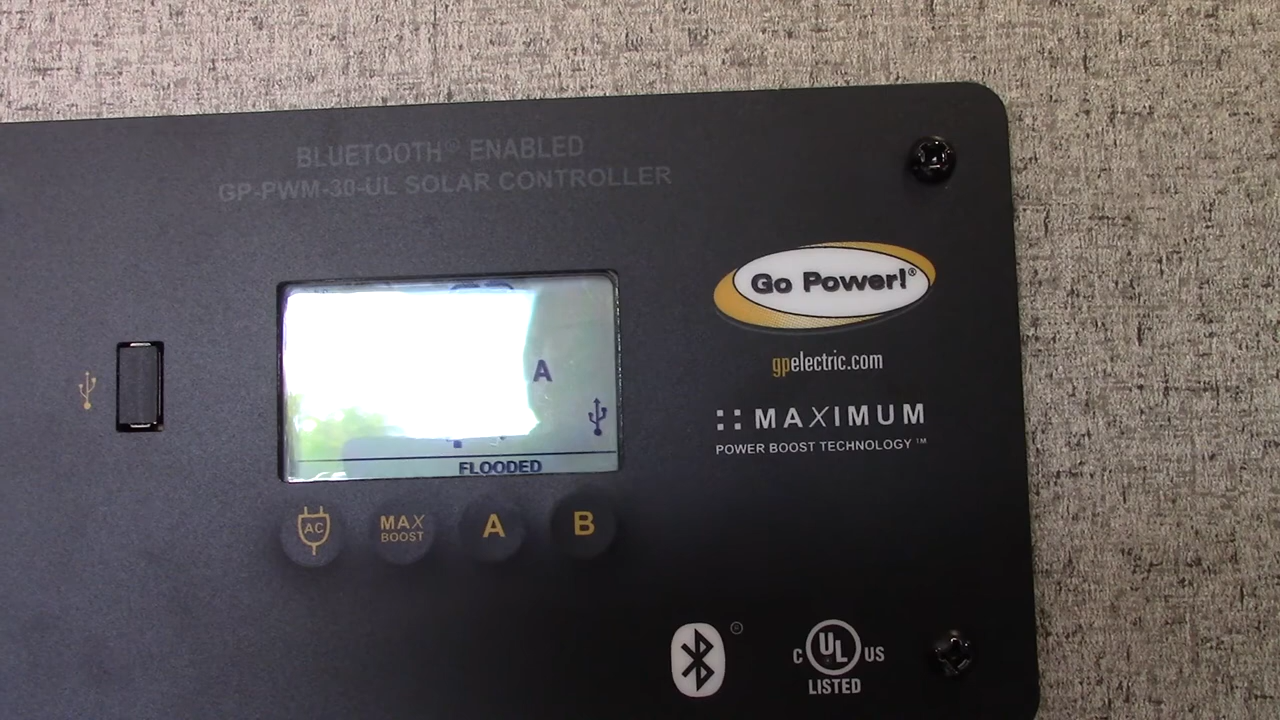 BLUETOOTH® ENABLED
GP-PWM-30-UL SOLAR CONTROLLER
Go Power!®
gpelectric.com
MAXIMUM
POWER BOOST TECHNOLOGY™
A
FLOODED
AC
MAX
BOOST
A
B
®
C UL US
LISTED